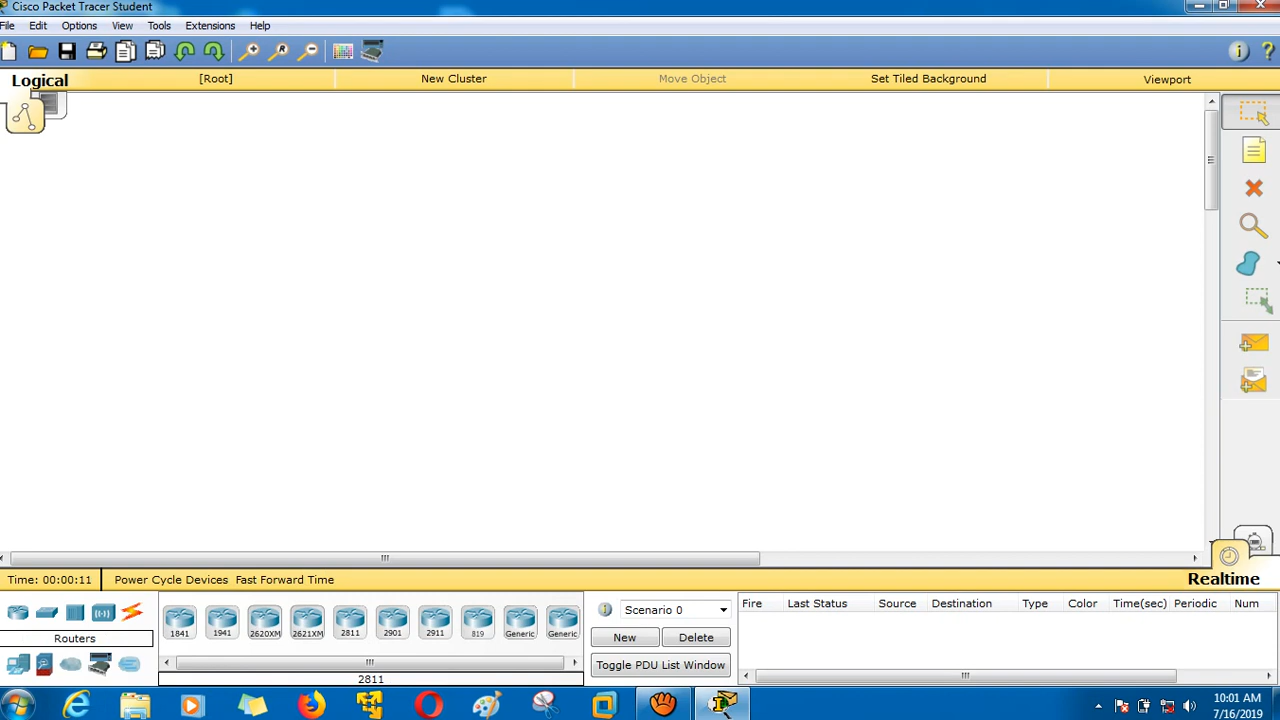 Cisco Packet Tracer Student
File Edit Options View Tools Extensions Help
Logical [Root] New Cluster Move Object Set Tiled Background Viewport
Time: 00:00:11 Power Cycle Devices Fast Forward Time Realtime
Scenario 0 Fire Last Status Source Destination Type Color Time(sec) Periodic Num
1841 1941 2620XM 2621XM 2811 2901 2911 819 Generic Generic
Routers New Delete
Toggle PDU List Window
2811
10:01 AM
7/16/2019